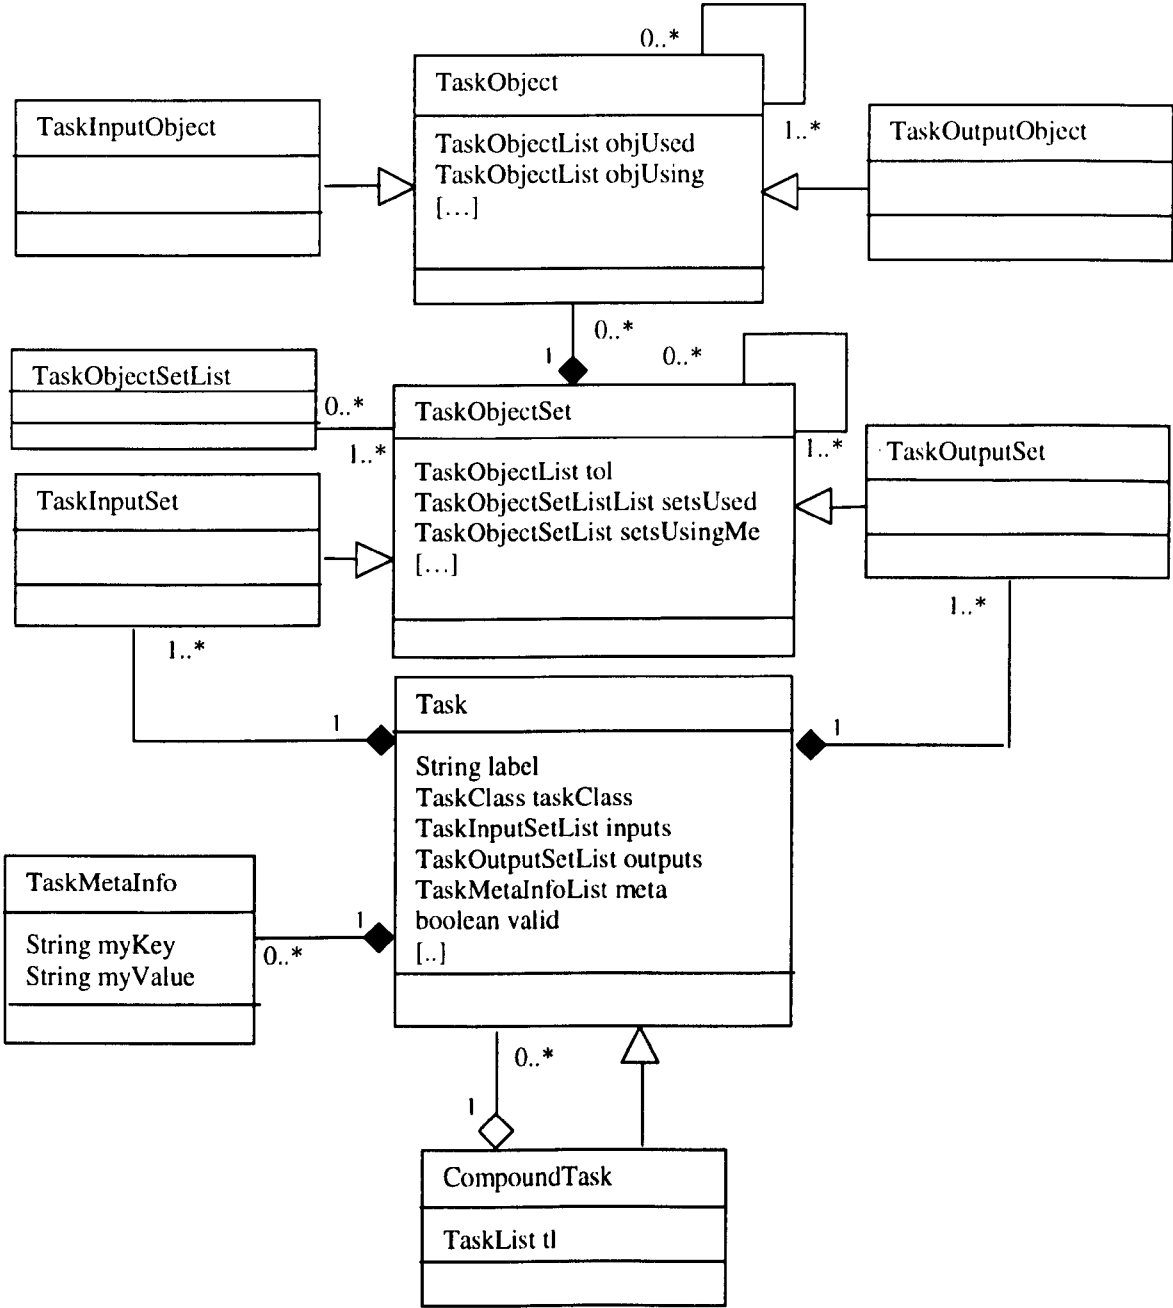 0..*
TaskObject
1..*
TaskObjectList objUsed
TaskObjectList objUsing
[...]
TaskInputObject
TaskOutputObject
0..*
1
0..*
TaskObjectSetList
0..*
1..*
TaskObjectSet
1..*
TaskObjectList tol
TaskObjectSetListList setsUsed
TaskObjectSetList setsUsingMe
[...]
TaskOutputSet
TaskInputSet
1..*
1..*
1
1
Task
String label
TaskClass taskClass
TaskInputSetList inputs
TaskOutputSetList outputs
TaskMetaInfoList meta
boolean valid
[..]
TaskMetaInfo
String myKey
String myValue
1
0..*
0..*
1
CompoundTask
TaskList tl